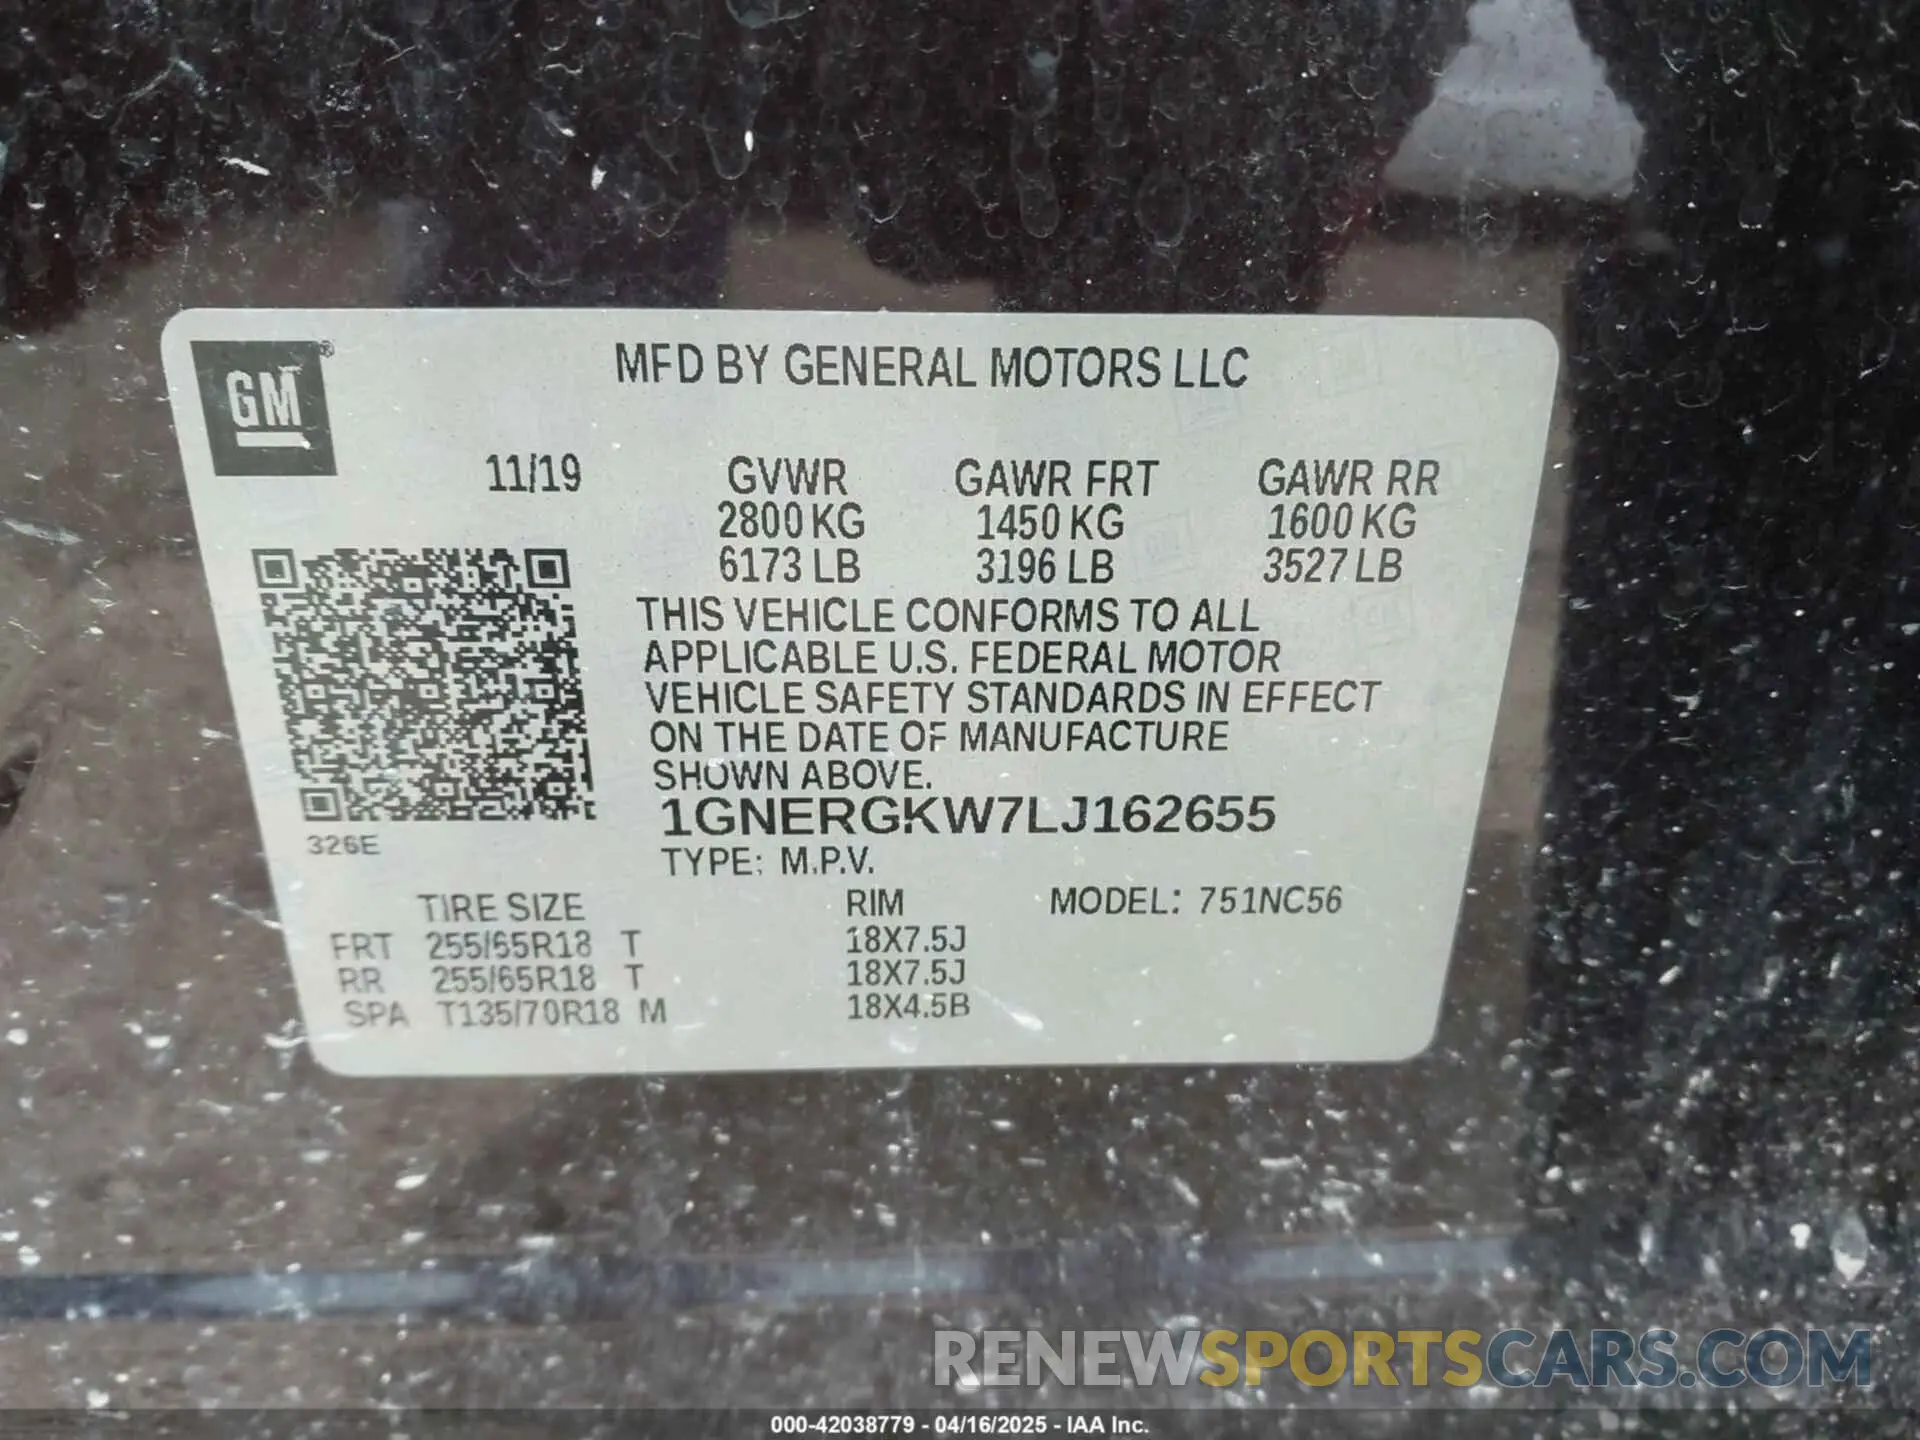 GM®
MFD BY GENERAL MOTORS LLC
11/19 GVWR GAWR FRT GAWR RR
2800 KG 1450 KG 1600 KG
6173 LB 3196 LB 3527 LB
THIS VEHICLE CONFORMS TO ALL
APPLICABLE U.S. FEDERAL MOTOR
VEHICLE SAFETY STANDARDS IN EFFECT
ON THE DATE OF MANUFACTURE
SHOWN ABOVE.
1GNERGKW7LJ162655
326E
TYPE: M.P.V.
TIRE SIZE RIM MODEL: 751NC56
FRT 255/65R18 T 18X7.5J
RR 255/65R18 T 18X7.5J
SPA T135/70R18 M 18X4.5B
RENEWSPORTSCARS.COM
000-42038779 - 04/16/2025 - IAA Inc.